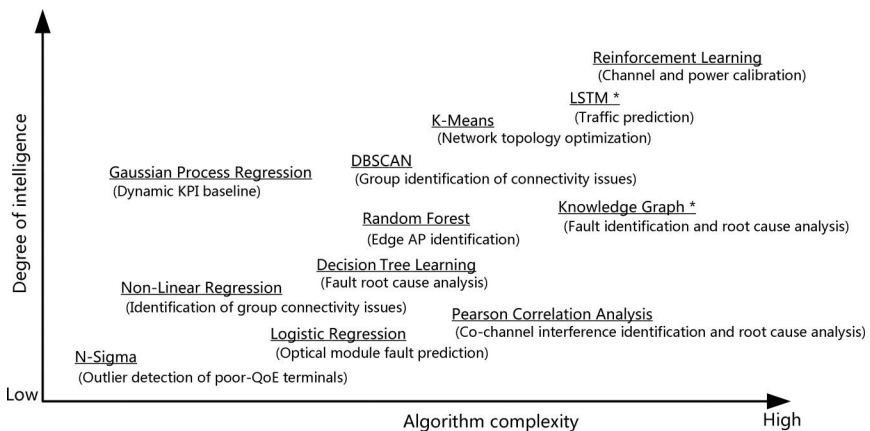 Degree of intelligence
Reinforcement Learning
(Channel and power calibration)
LSTM *
(Traffic prediction)
K-Means
(Network topology optimization)
DBSCAN
(Group identification of connectivity issues)
Gaussian Process Regression
(Dynamic KPI baseline)
Knowledge Graph *
(Fault identification and root cause analysis)
Random Forest
(Edge AP identification)
Decision Tree Learning
(Fault root cause analysis)
Non-Linear Regression
(Identification of group connectivity issues)
Pearson Correlation Analysis
(Co-channel interference identification and root cause analysis)
Logistic Regression
(Optical module fault prediction)
N-Sigma
(Outlier detection of poor-QoE terminals)
Low
Algorithm complexity
High